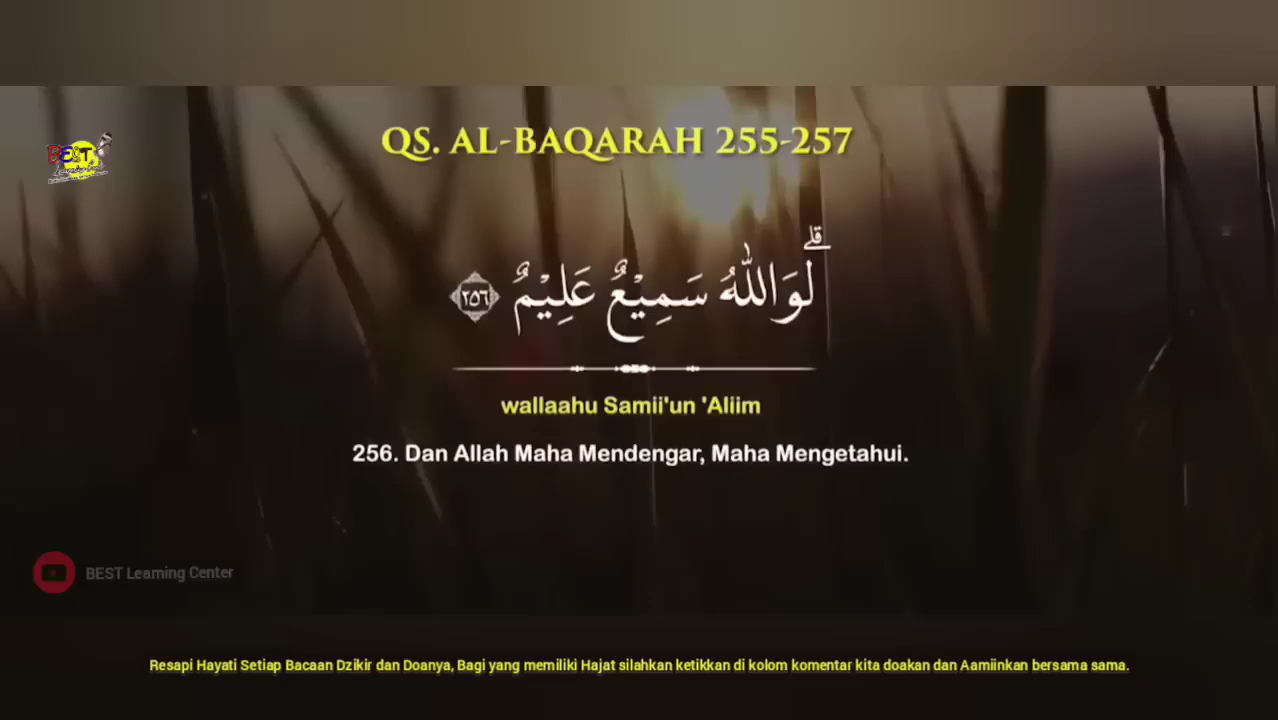 BEST
QS. AL-BAQARAH 255-257
لَهَاۗ وَاللّٰهُ سَمِيْعٌ عَلِيْمٌ ٢٥٦
wallaahu Samii'un 'Aliim
256. Dan Allah Maha Mendengar, Maha Mengetahui.
BEST Learning Center
Resapi Hayati Setiap Bacaan Dzikir dan Doanya, Bagi yang memiliki Hajat silahkan ketikkan di kolom komentar kita doakan dan Aamiinkan bersama sama.